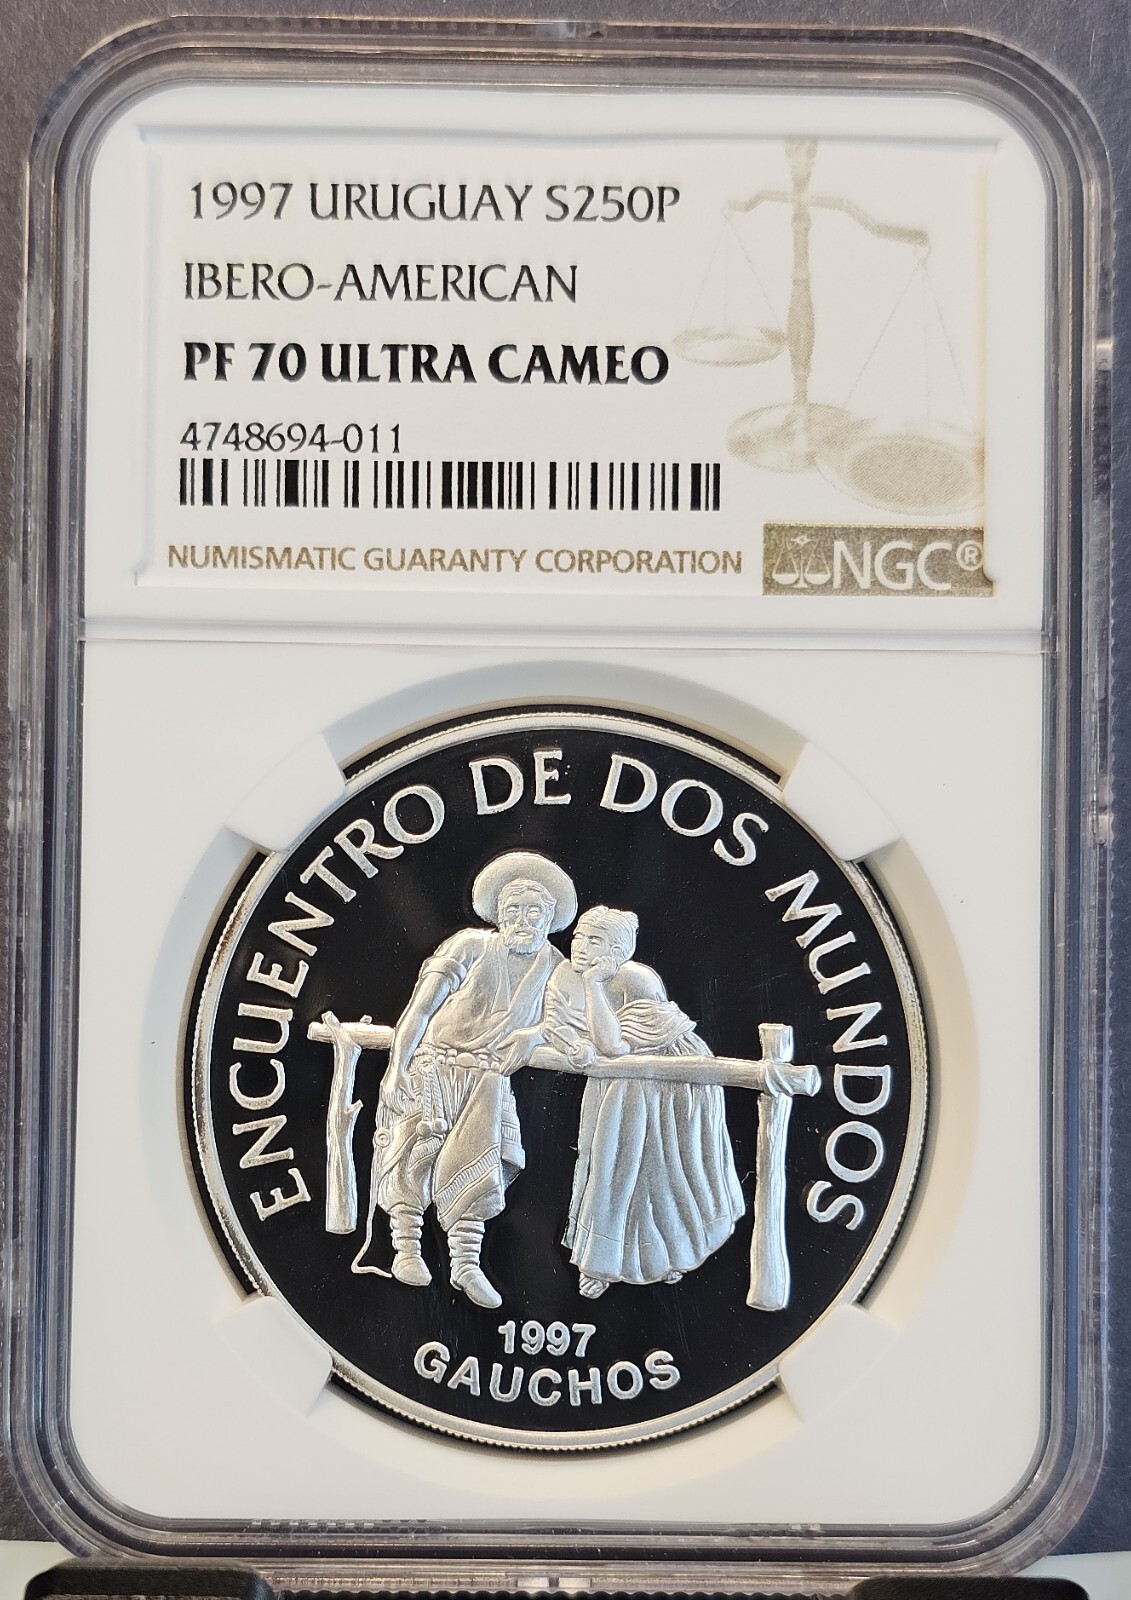 1997 URUGUAY S250P
IBERO-AMERICAN
PF 70 ULTRA CAMEO
4748694-011
NUMISMATIC GUARANTY CORPORATION
NGC®
ENCUENTRO DE DOS MUNDOS
1997
GAUCHOS